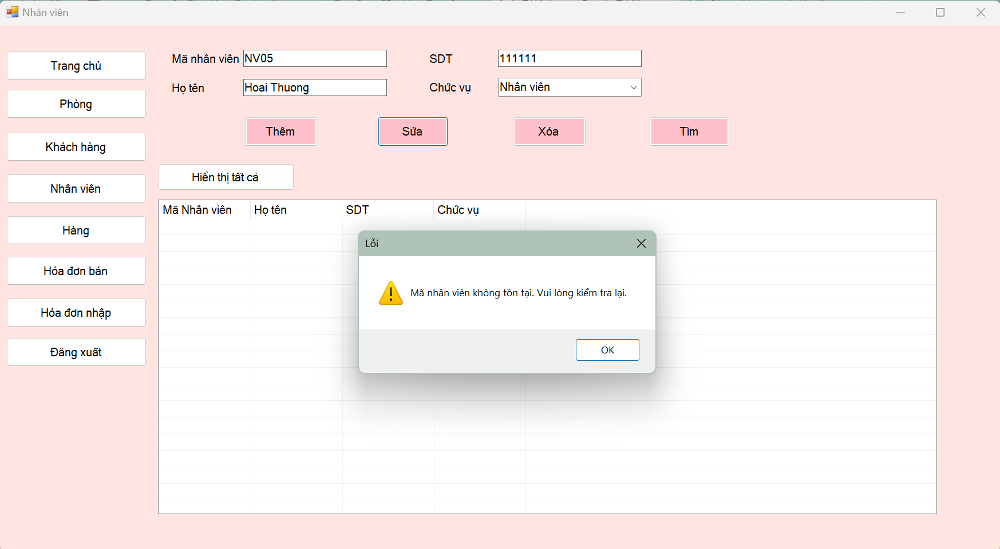 Nhân viên
Trang chủ
Phòng
Khách hàng
Nhân viên
Hàng
Hóa đơn bán
Hóa đơn nhập
Đăng xuất
Mã nhân viên NV05 SDT 111111
Họ tên Hoai Thuong Chức vụ Nhân viên
Thêm Sửa Xóa Tìm
Hiển thị tất cả
Mã Nhân viên Họ tên SDT Chức vụ
Lỗi
Mã nhân viên không tồn tại. Vui lòng kiểm tra lại.
OK